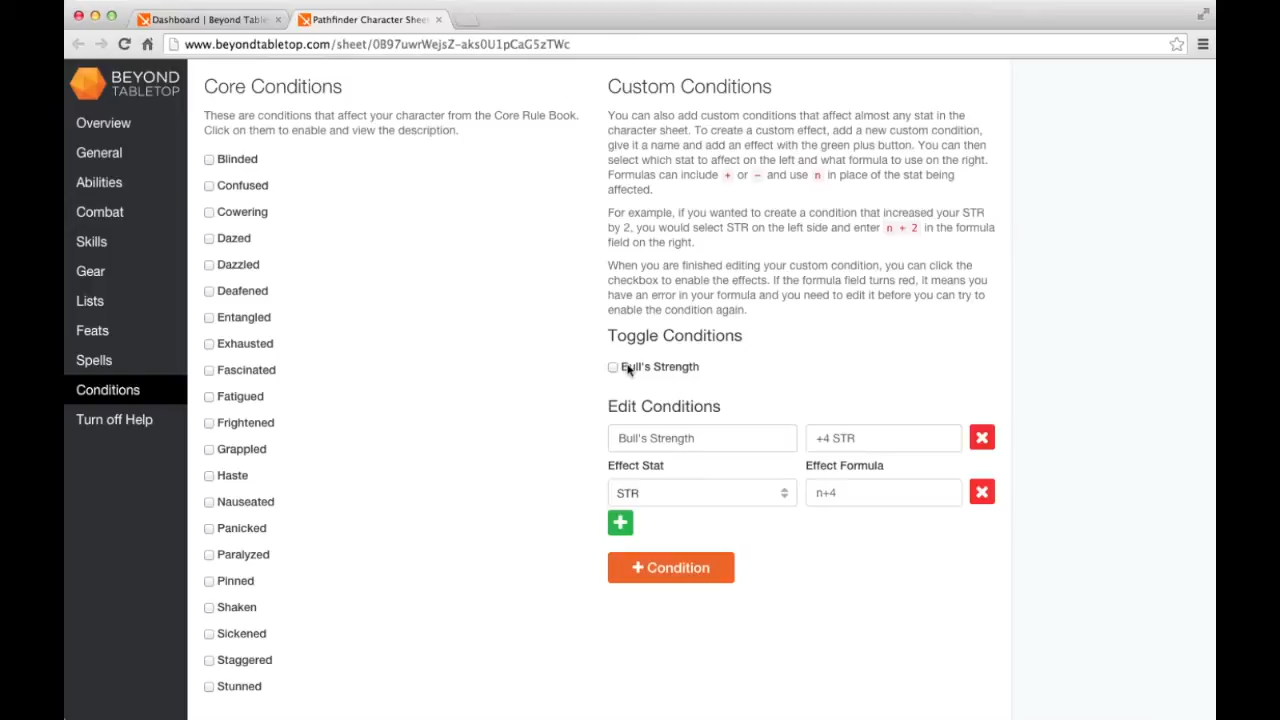 Dashboard | Beyond Table
Pathfinder Character Shee
www.beyondtabletop.com/sheet/0B97uwrWejsZ-aks0U1pCaG5zTWc
BEYOND
TABLETOP
Overview
General
Abilities
Combat
Skills
Gear
Lists
Feats
Spells
Conditions
Turn off Help
Core Conditions
These are conditions that affect your character from the Core Rule Book.
Click on them to enable and view the description.
Blinded
Confused
Cowering
Dazed
Dazzled
Deafened
Entangled
Exhausted
Fascinated
Fatigued
Frightened
Grappled
Haste
Nauseated
Panicked
Paralyzed
Pinned
Shaken
Sickened
Staggered
Stunned
Custom Conditions
You can also add custom conditions that affect almost any stat in the
character sheet. To create a custom effect, add a new custom condition,
give it a name and add an effect with the green plus button. You can then
select which stat to affect on the left and what formula to use on the right.
Formulas can include + or − and use n in place of the stat being
affected.
For example, if you wanted to create a condition that increased your STR
by 2, you would select STR on the left side and enter n + 2 in the formula
field on the right.
When you are finished editing your custom condition, you can click the
checkbox to enable the effects. If the formula field turns red, it means you
have an error in your formula and you need to edit it before you can try to
enable the condition again.
Toggle Conditions
Bull's Strength
Edit Conditions
Bull's Strength +4 STR
Effect Stat Effect Formula
STR n+4
+ Condition